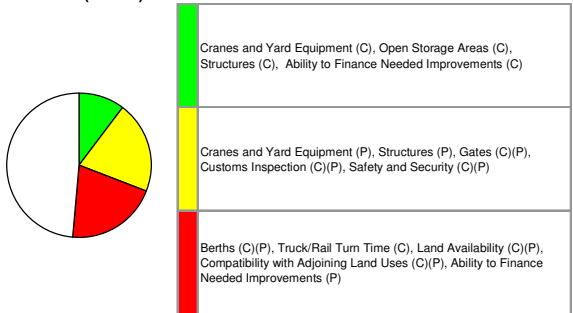 Cranes and Yard Equipment (C), Open Storage Areas (C),
Structures (C), Ability to Finance Needed Improvements (C)
Cranes and Yard Equipment (P), Structures (P), Gates (C)(P),
Customs Inspection (C)(P), Safety and Security (C)(P)
Berths (C)(P), Truck/Rail Turn Time (C), Land Availability (C)(P),
Compatibility with Adjoining Land Uses (C)(P), Ability to Finance
Needed Improvements (P)